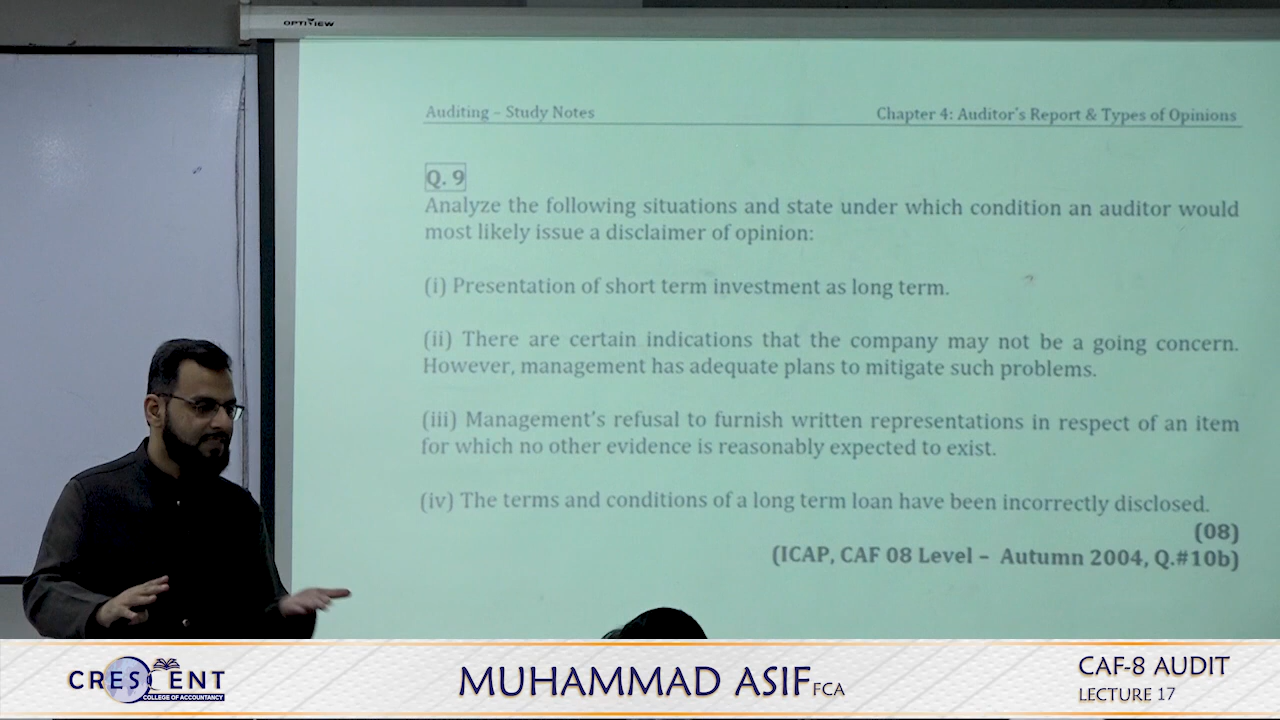 OPTIVIEW
Auditing – Study Notes Chapter 4: Auditor's Report & Types of Opinions
Q. 9
Analyze the following situations and state under which condition an auditor would
most likely issue a disclaimer of opinion:
(i) Presentation of short term investment as long term.
(ii) There are certain indications that the company may not be a going concern.
However, management has adequate plans to mitigate such problems.
(iii) Management's refusal to furnish written representations in respect of an item
for which no other evidence is reasonably expected to exist.
(iv) The terms and conditions of a long term loan have been incorrectly disclosed.
(08)
(ICAP, CAF 08 Level – Autumn 2004, Q.#10b)
CRESCENT
COLLEGE OF ACCOUNTANCY
MUHAMMAD ASIF FCA
CAF-8 AUDIT
LECTURE 17